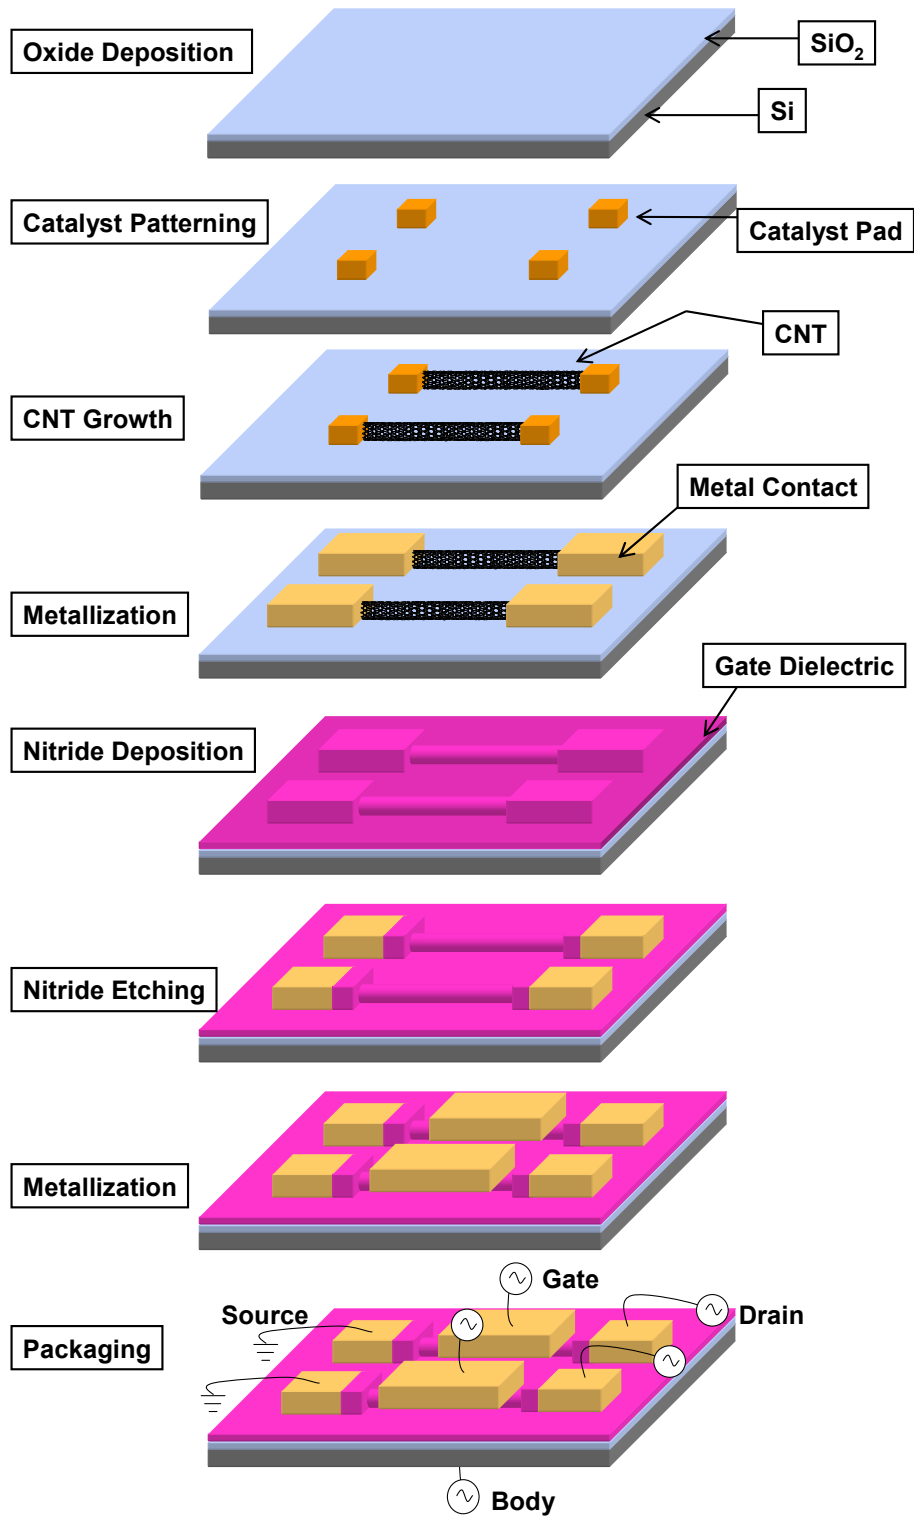 Oxide Deposition
SiO₂
Si
Catalyst Patterning
Catalyst Pad
CNT
CNT Growth
Metal Contact
Metallization
Gate Dielectric
Nitride Deposition
Nitride Etching
Metallization
Gate
Source
Drain
Packaging
Body